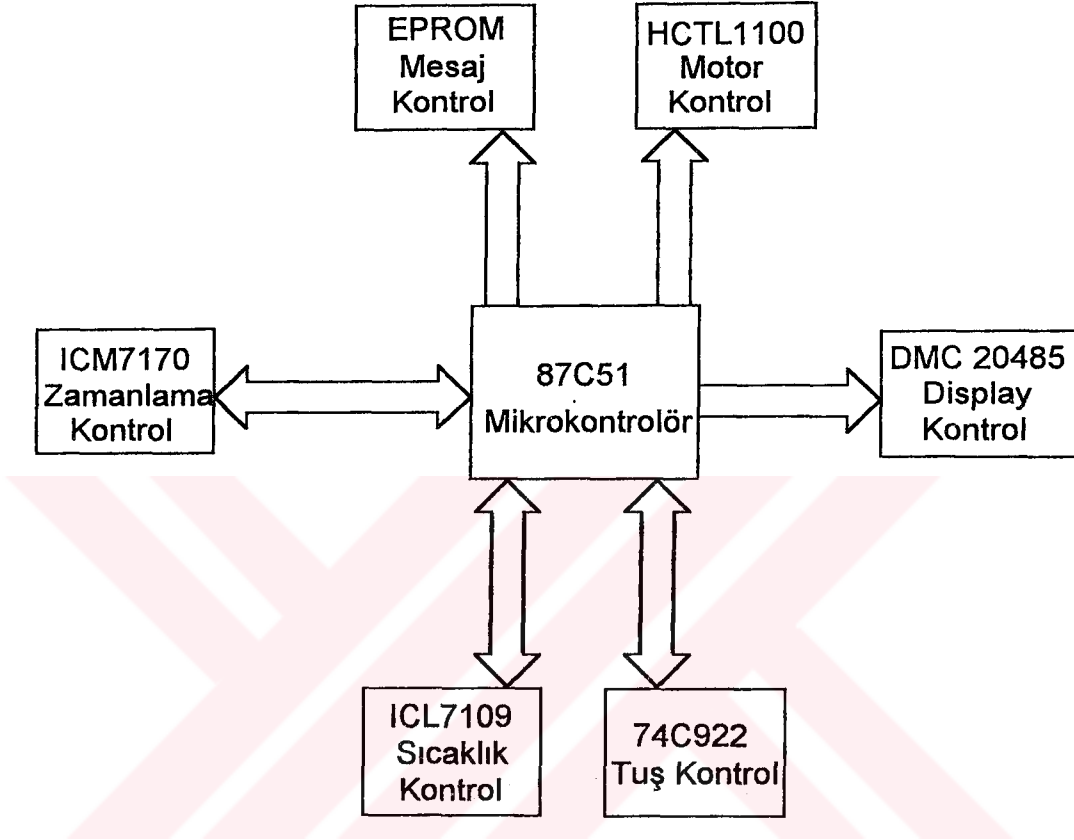 EPROM
Mesaj
Kontrol
HCTL1100
Motor
Kontrol
ICM7170
Zamanlama
Kontrol
87C51
Mikrokontrolör
DMC 20485
Display
Kontrol
ICL7109
Sıcaklık
Kontrol
74C922
Tuş Kontrol